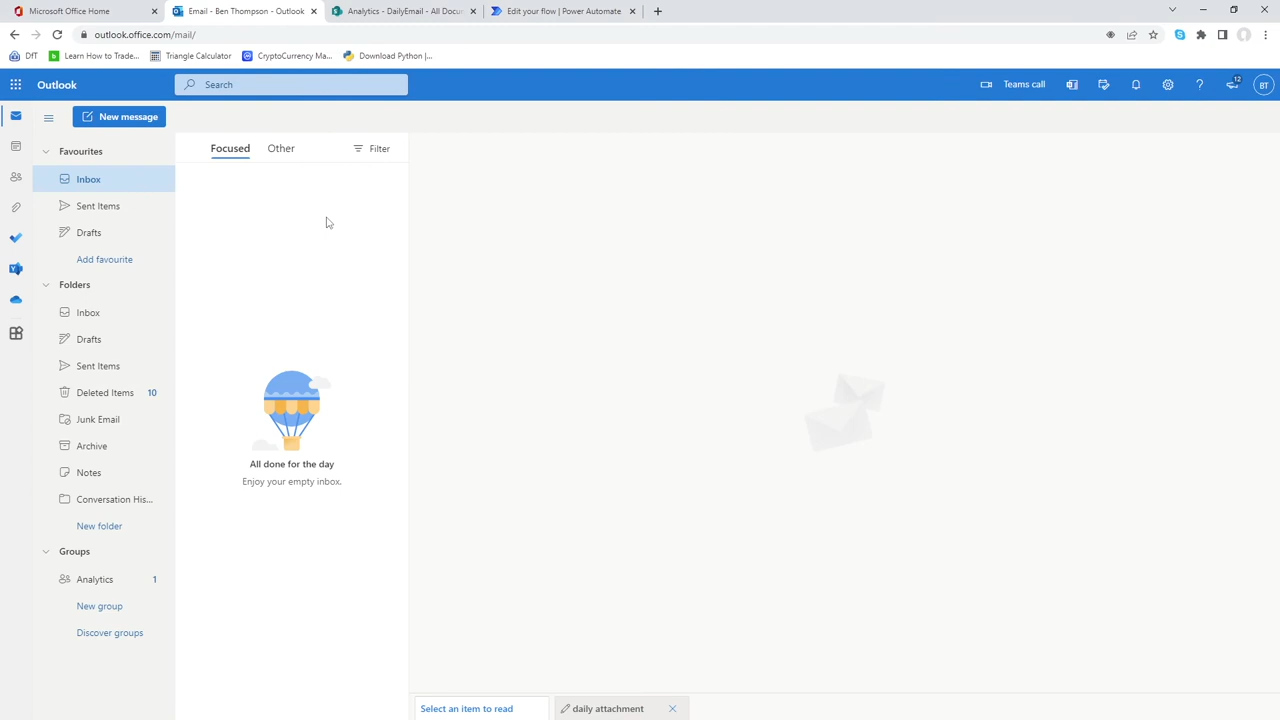 Microsoft Office Home
Email - Ben Thompson - Outlook
Analytics - DailyEmail - All Docu
Edit your flow | Power Automate
outlook.office.com/mail/
DfT
Learn How to Trade...
Triangle Calculator
CryptoCurrency Ma...
Download Python |...
Outlook
Search
Teams call
12
BT
New message
Favourites
Inbox
Sent Items
Drafts
Add favourite
Folders
Inbox
Drafts
Sent Items
Deleted Items 10
Junk Email
Archive
Notes
Conversation His...
New folder
Groups
Analytics 1
New group
Discover groups
Focused
Other
Filter
All done for the day
Enjoy your empty inbox.
Select an item to read
daily attachment